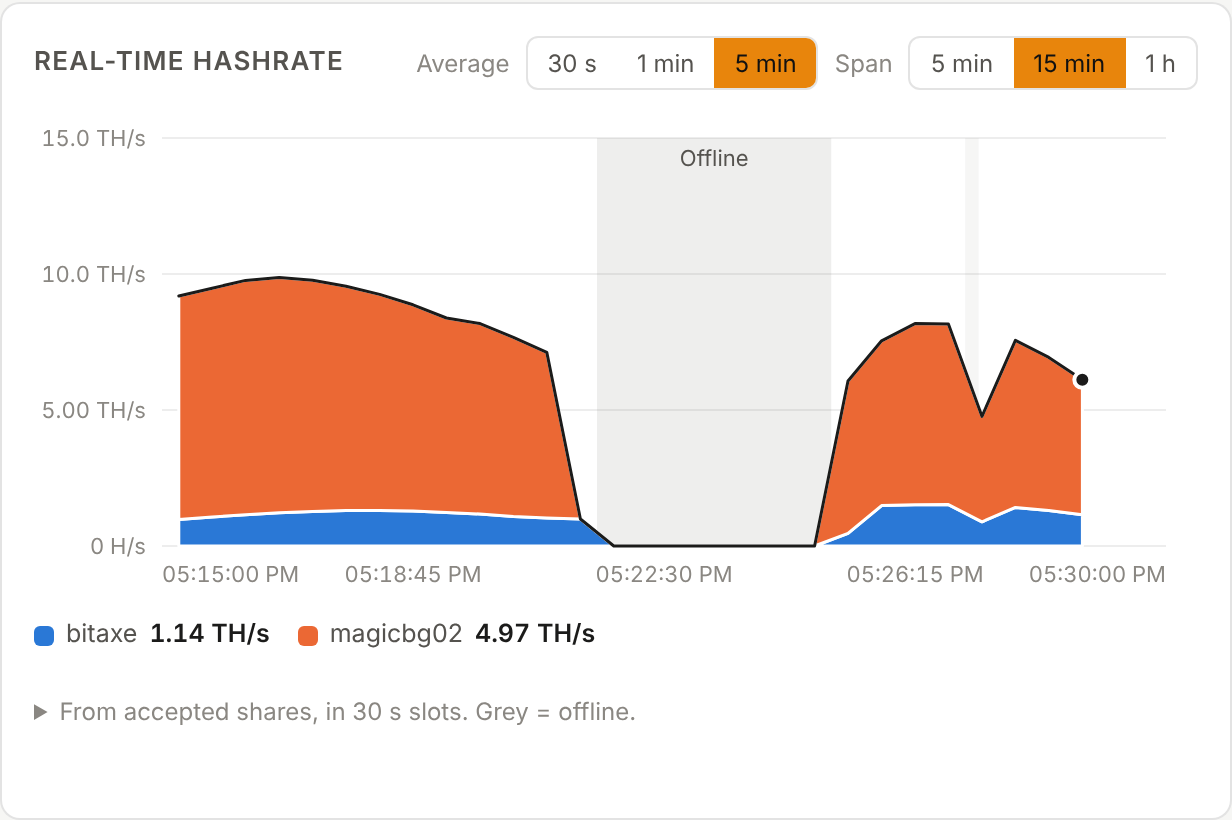 REAL-TIME HASHRATE Average 30 s 1 min 5 min Span 5 min 15 min 1 h
15.0 TH/s
Offline
10.0 TH/s
5.00 TH/s
0 H/s
05:15:00 PM 05:18:45 PM 05:22:30 PM 05:26:15 PM 05:30:00 PM
bitaxe 1.14 TH/s magicbg02 4.97 TH/s
From accepted shares, in 30 s slots. Grey = offline.